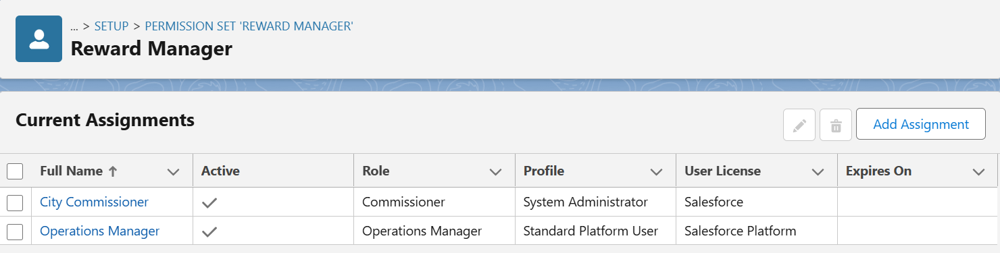 ... > SETUP > PERMISSION SET 'REWARD MANAGER'
Reward Manager
Current Assignments
Add Assignment
Full Name Active Role Profile User License Expires On
City Commissioner Commissioner System Administrator Salesforce
Operations Manager Operations Manager Standard Platform User Salesforce Platform